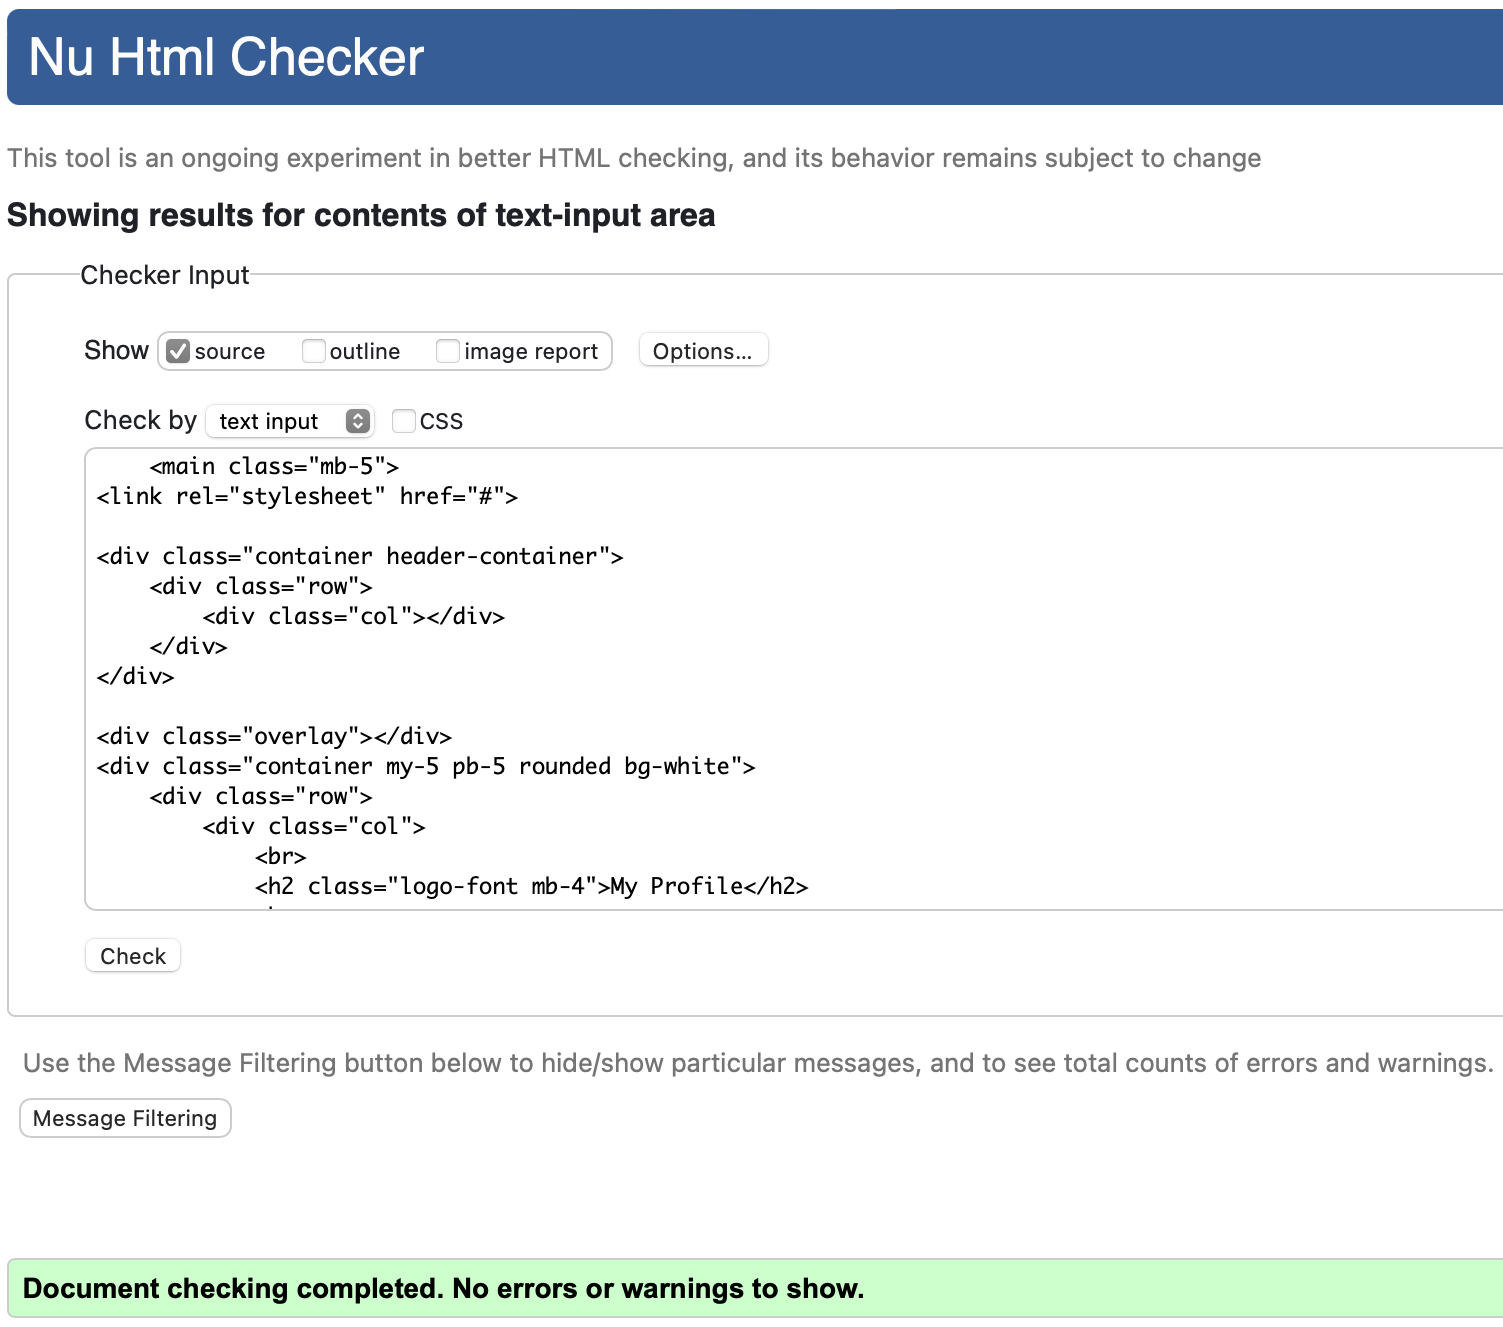 Nu Html Checker
This tool is an ongoing experiment in better HTML checking, and its behavior remains subject to change
Showing results for contents of text-input area
Checker Input
Show source outline image report Options...
Check by text input CSS
<main class="mb-5">
<link rel="stylesheet" href="#">
<div class="container header-container">
<div class="row">
<div class="col"></div>
</div>
</div>
<div class="overlay"></div>
<div class="container my-5 pb-5 rounded bg-white">
<div class="row">
<div class="col">
<br>
<h2 class="logo-font mb-4">My Profile</h2>
Check
Use the Message Filtering button below to hide/show particular messages, and to see total counts of errors and warnings.
Message Filtering
Document checking completed. No errors or warnings to show.